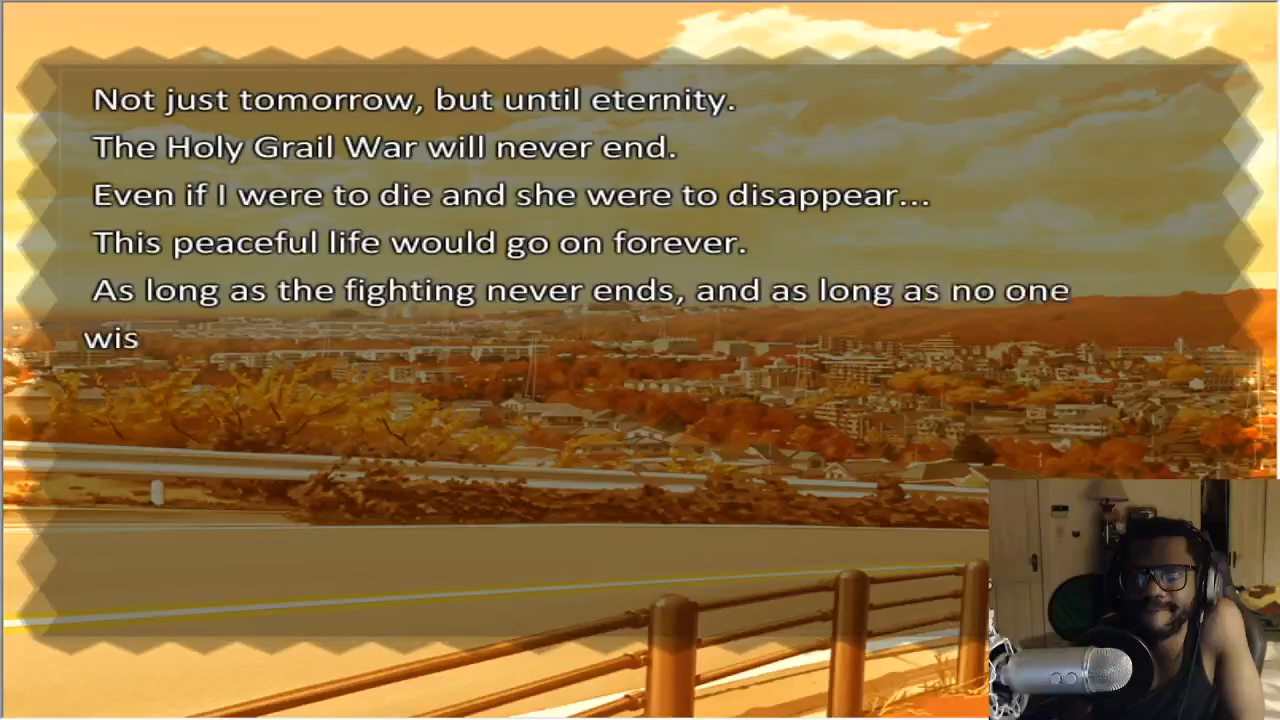 Not just tomorrow, but until eternity.
The Holy Grail War will never end.
Even if I were to die and she were to disappear...
This peaceful life would go on forever.
As long as the fighting never ends, and as long as no one
wis